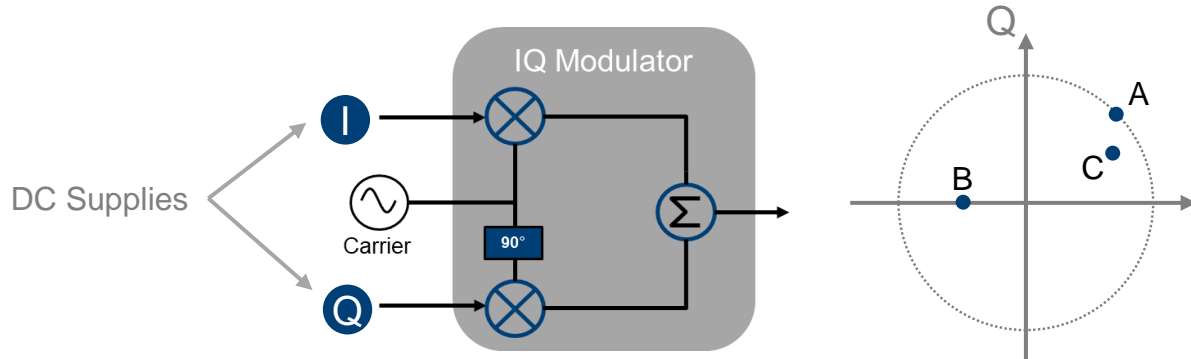 IQ Modulator
I
DC Supplies
Carrier
90°
Σ
Q
Q
A
C
B